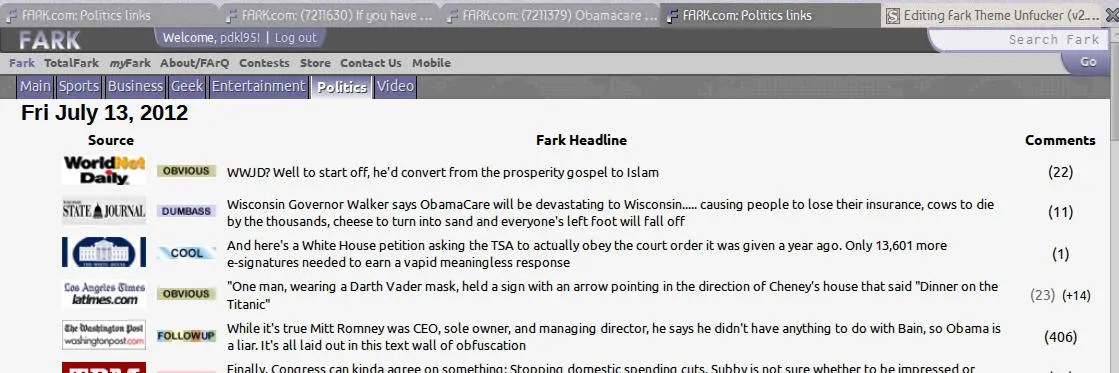 FARK.com: Politics links
FARK.com: (7211630) If you have ...
FARK.com: (7211379) Obamacare ...
FARK.com: Politics links
Editing Fark Theme Unfucker (v2....
FARK
Welcome, pdkl95! | Log out
Search Fark
Fark TotalFark myFark About/FArQ Contests Store Contact Us Mobile
Go
Main Sports Business Geek Entertainment Politics Video
Fri July 13, 2012
Source Fark Headline Comments
WorldNet
Daily
OBVIOUS
WWJD? Well to start off, he'd convert from the prosperity gospel to Islam
(22)
STATE JOURNAL
DUMBASS
Wisconsin Governor Walker says ObamaCare will be devastating to Wisconsin..... causing people to lose their insurance, cows to die
by the thousands, cheese to turn into sand and everyone's left foot will fall off
(11)
THE WHITE HOUSE
COOL
And here's a White House petition asking the TSA to actually obey the court order it was given a year ago. Only 13,601 more
e-signatures needed to earn a vapid meaningless response
(1)
Los Angeles Times
latimes.com
OBVIOUS
"One man, wearing a Darth Vader mask, held a sign with an arrow pointing in the direction of Cheney's house that said "Dinner on the
Titanic"
(23) (+14)
The Washington Post
washingtonpost.com
FOLLOWUP
While it's true Mitt Romney was CEO, sole owner, and managing director, he says he didn't have anything to do with Bain, so Obama is
a liar. It's all laid out in this text wall of obfuscation
(406)
Finally, Congress can kinda agree on something: Stopping domestic spending cuts. Subby is not sure whether to be impressed or